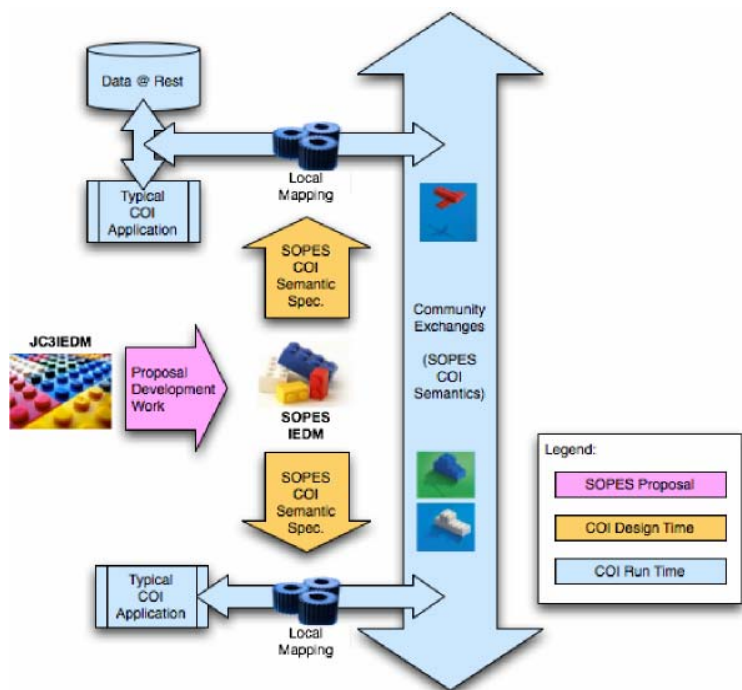 Data @ Rest
Typical
COI
Application
Local
Mapping
SOPES
COI
Semantic
Spec.
JC3IEDM
Proposal
Development
Work
SOPES
IEDM
SOPES
COI
Semantic
Spec.
Typical
COI
Application
Local
Mapping
Community
Exchanges
(SOPES
COI
Semantics)
Legend:
SOPES Proposal
COI Design Time
COI Run Time